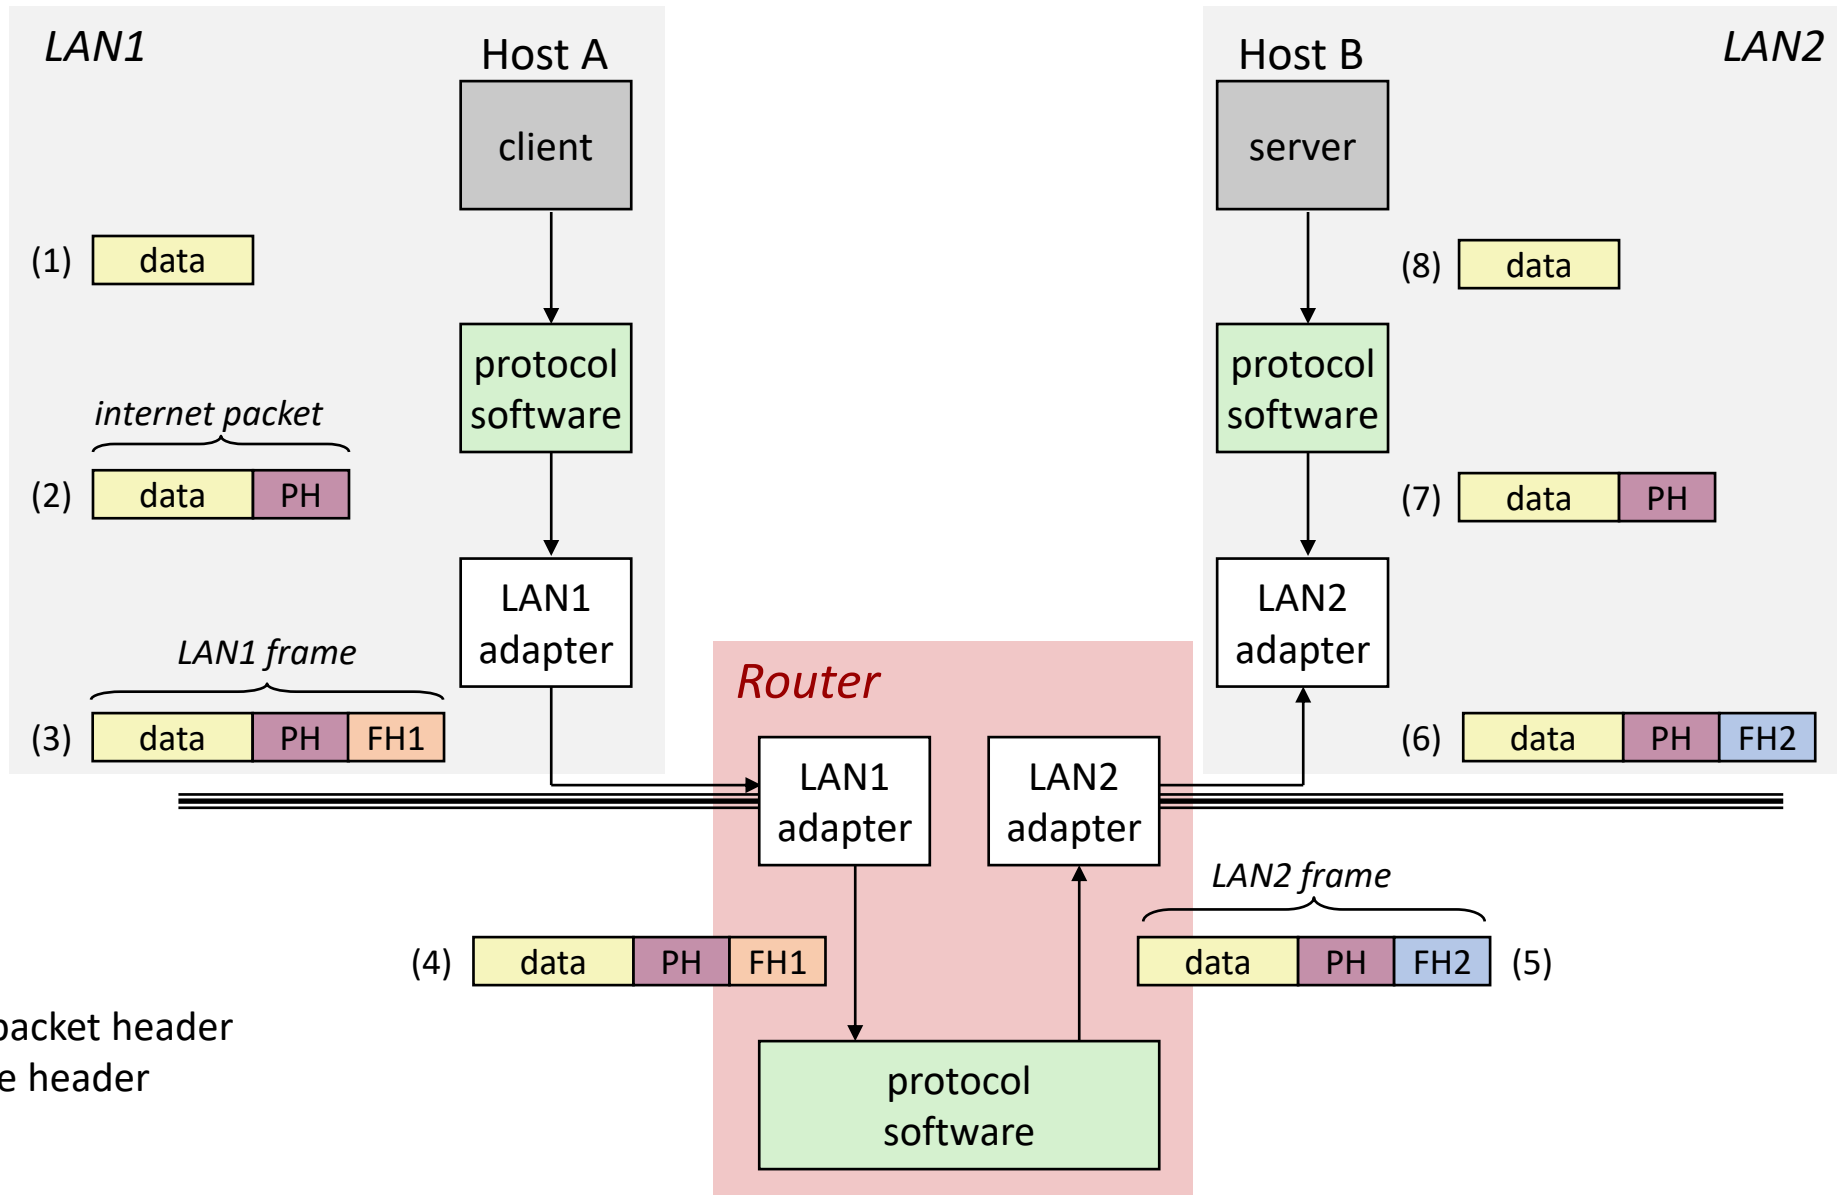 LAN1
Host A
client
(1) data
protocol
software
internet packet
(2) data PH
LAN1
adapter
LAN1 frame
(3) data PH FH1
Host B
LAN2
server
(8) data
protocol
software
(7) data PH
LAN2
adapter
(6) data PH FH2
Router
LAN1
adapter
LAN2
adapter
(4) data PH FH1
LAN2 frame
data PH FH2 (5)
protocol
software
packet header
header